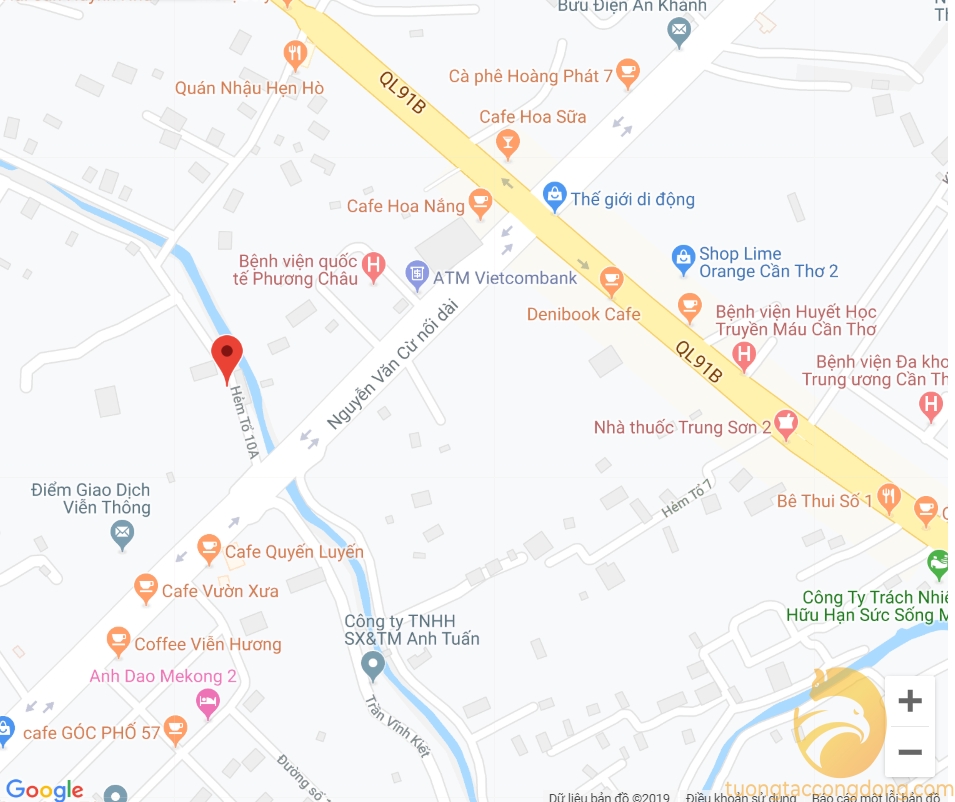 Bưu Điện An Khánh
Quán Nhậu Hẹn Hò
QL91B
Cà phê Hoàng Phát 7
Cafe Hoa Sữa
Cafe Hoa Nắng
Thế giới di động
Bệnh viện quốc
tế Phương Châu
ATM Vietcombank
Shop Lime
Orange Cần Thơ 2
Denibook Cafe
Bệnh viện Huyết Học
Truyền Máu Cần Thơ
Nguyễn Văn Cừ nối dài
QL91B
Bệnh viện Đa kho
Trung ương Cần Th
Hẻm Tổ 10A
Nhà thuốc Trung Sơn 2
Điểm Giao Dịch
Viễn Thông
Hẻm Tổ 7
Bê Thui Số 1
Cafe Quyến Luyến
Cafe Vườn Xưa
Công Ty Trách Nhiệ
Hữu Hạn Sức Sống M
Công ty TNHH
SX&TM Anh Tuấn
Coffee Viễn Hương
Anh Dao Mekong 2
cafe GÓC PHỐ 57
Trần Vĩnh Kiết
Đường số
Google
tuongtaccongdong.com
Dữ liệu bản đồ ©2019 Điều khoản sử dụng Báo cáo một lỗi bản đồ